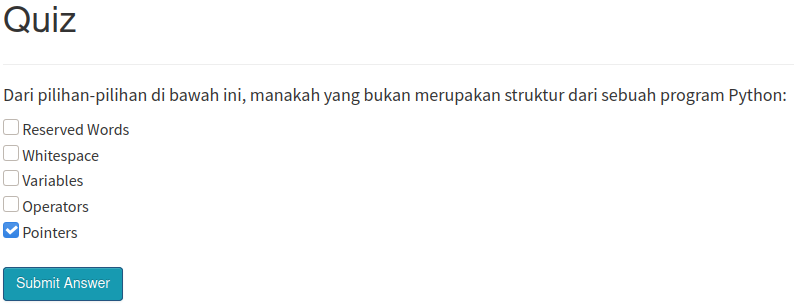 Quiz
Dari pilihan-pilihan di bawah ini, manakah yang bukan merupakan struktur dari sebuah program Python:
Reserved Words
Whitespace
Variables
Operators
Pointers
Submit Answer